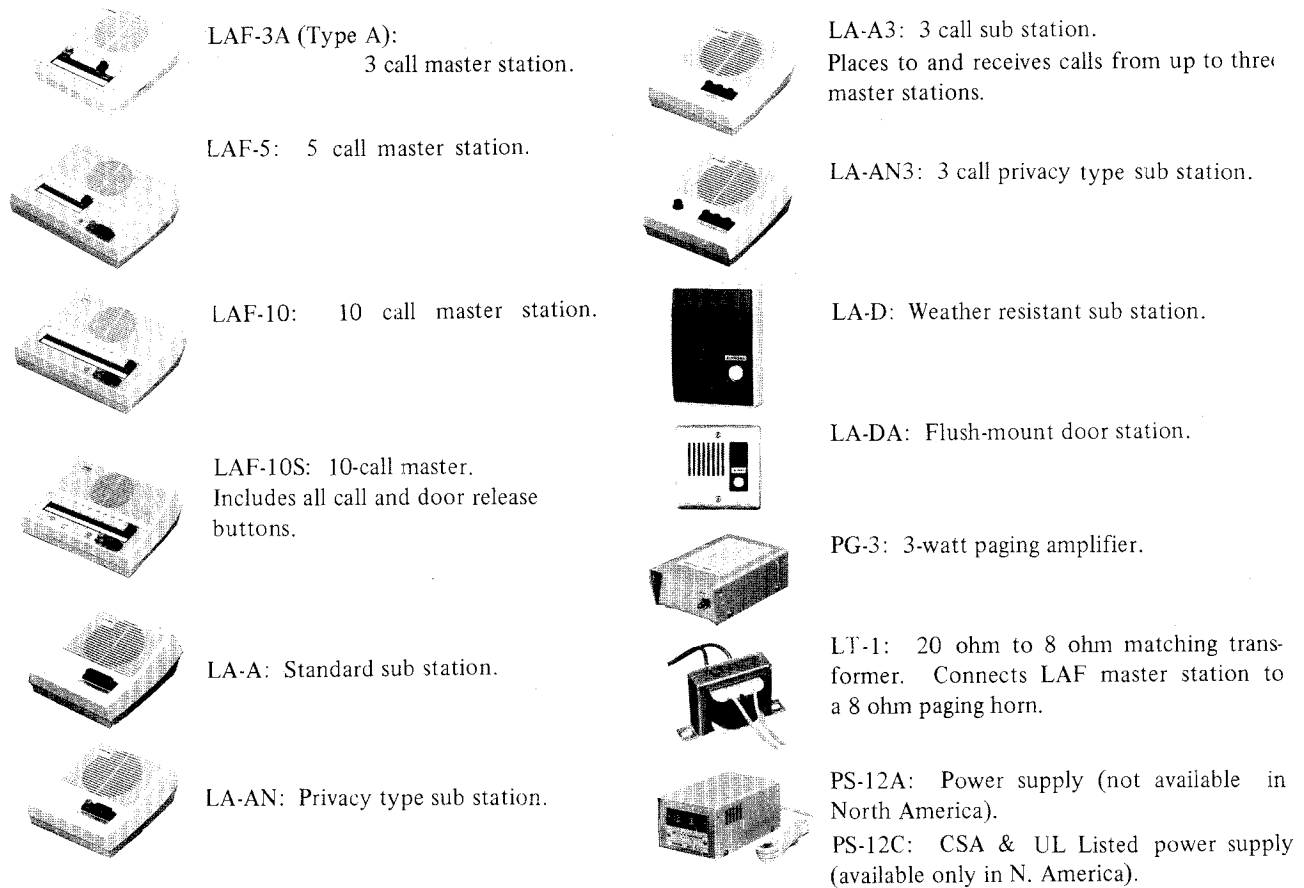 LAF-3A (Type A):
3 call master station.
LAF-5: 5 call master station.
LAF-10: 10 call master station.
LAF-10S: 10-call master.
Includes all call and door release
buttons.
LA-A: Standard sub station.
LA-AN: Privacy type sub station.
LA-A3: 3 call sub station.
Places to and receives calls from up to three
master stations.
LA-AN3: 3 call privacy type sub station.
LA-D: Weather resistant sub station.
LA-DA: Flush-mount door station.
PG-3: 3-watt paging amplifier.
LT-1: 20 ohm to 8 ohm matching trans-
former. Connects LAF master station to
a 8 ohm paging horn.
PS-12A: Power supply (not available in
North America).
PS-12C: CSA & UL Listed power supply
(available only in N. America).